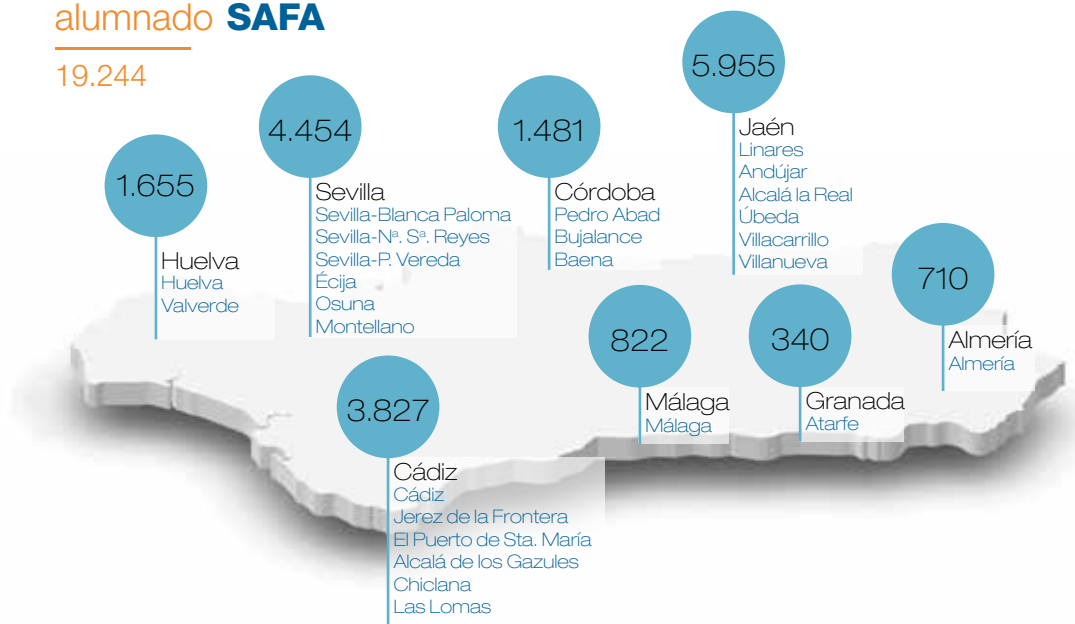 alumnado SAFA
19.244
1.655
Huelva
Huelva
Valverde
4.454
Sevilla
Sevilla-Blanca Paloma
Sevilla-Nª. Sª. Reyes
Sevilla-P. Vereda
Écija
Osuna
Montellano
1.481
Córdoba
Pedro Abad
Bujalance
Baena
5.955
Jaén
Linares
Andújar
Alcalá la Real
Úbeda
Villacarrillo
Villanueva
710
Almería
Almería
822
Málaga
Málaga
340
Granada
Atarfe
3.827
Cádiz
Cádiz
Jerez de la Frontera
El Puerto de Sta. María
Alcalá de los Gazules
Chiclana
Las Lomas